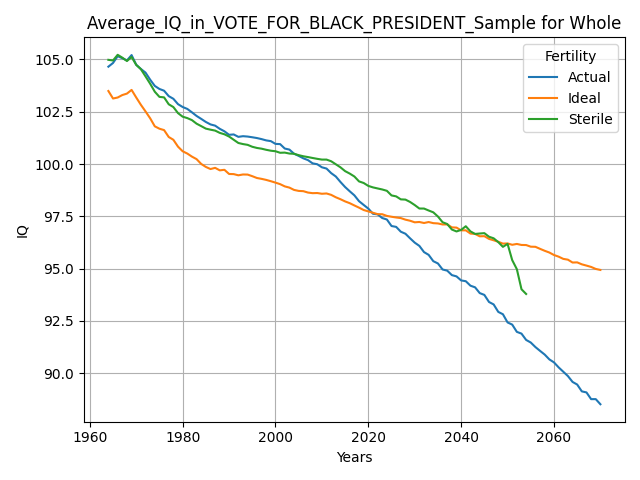 Average_IQ_in_VOTE_FOR_BLACK_PRESIDENT_Sample for Whole
Fertility
Actual
Ideal
Sterile
105.0
102.5
100.0
97.5
95.0
92.5
90.0
IQ
1960
1980
2000
2020
2040
2060
Years